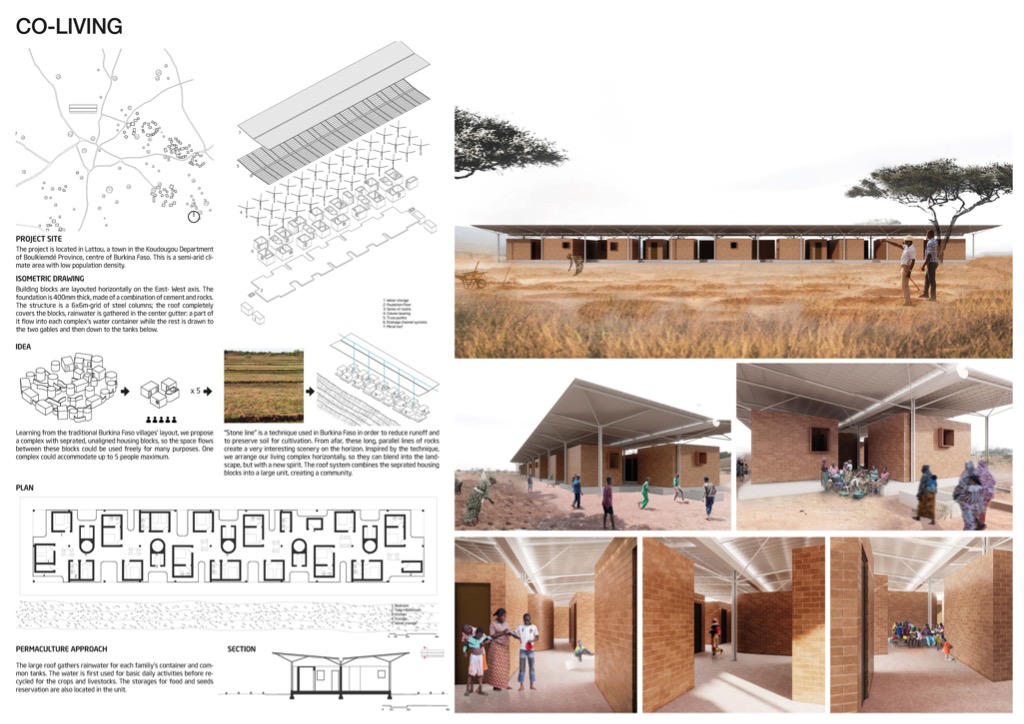 CO-LIVING
PROJECT SITE
The project is located in Lattou, a town in the Koudougou Department
of Boulkiemdé Province, centre of Burkina Faso. This is a semi-arid cli-
mate area with low population density.
ISOMETRIC DRAWING
Building blocks are layouted horizontally on the East- West axis. The
foundation is 400mm thick, made of a combination of cement and rocks.
The structure is a 6x6m-grid of steel columns; the roof completely
covers the blocks, rainwater is gathered in the center gutter: a part of
it flow into each complex's water container while the rest is drawn to
the two gables and then down to the tanks below.
IDEA
x 5
Learning from the traditional Burkina Faso villages' layout, we propose
a complex with seprated, unaligned housing blocks, so the space flows
between these blocks could be used freely for many purposes. One
complex could accommodate up to 5 people maximum.
"Stone line" is a technique used in Burkina Faso in order to reduce runoff and
to preserve soil for cultivation. From afar, these long, parallel lines of rocks
create a very interesting scenery on the horizon. Inspired by the technique,
we arrange our living complex horizontally, so they can blend into the land-
scape, but with a new spirit. The roof system combines the seprated housing
blocks into a large unit, creating a community.
PLAN
PERMACULTURE APPROACH
The large roof gathers rainwater for each famlly's container and com-
mon tanks. The water is first used for basic daily activities before re-
cycled for the crops and livestocks. The storages for food and seeds
reservation are also located in the unit.
SECTION